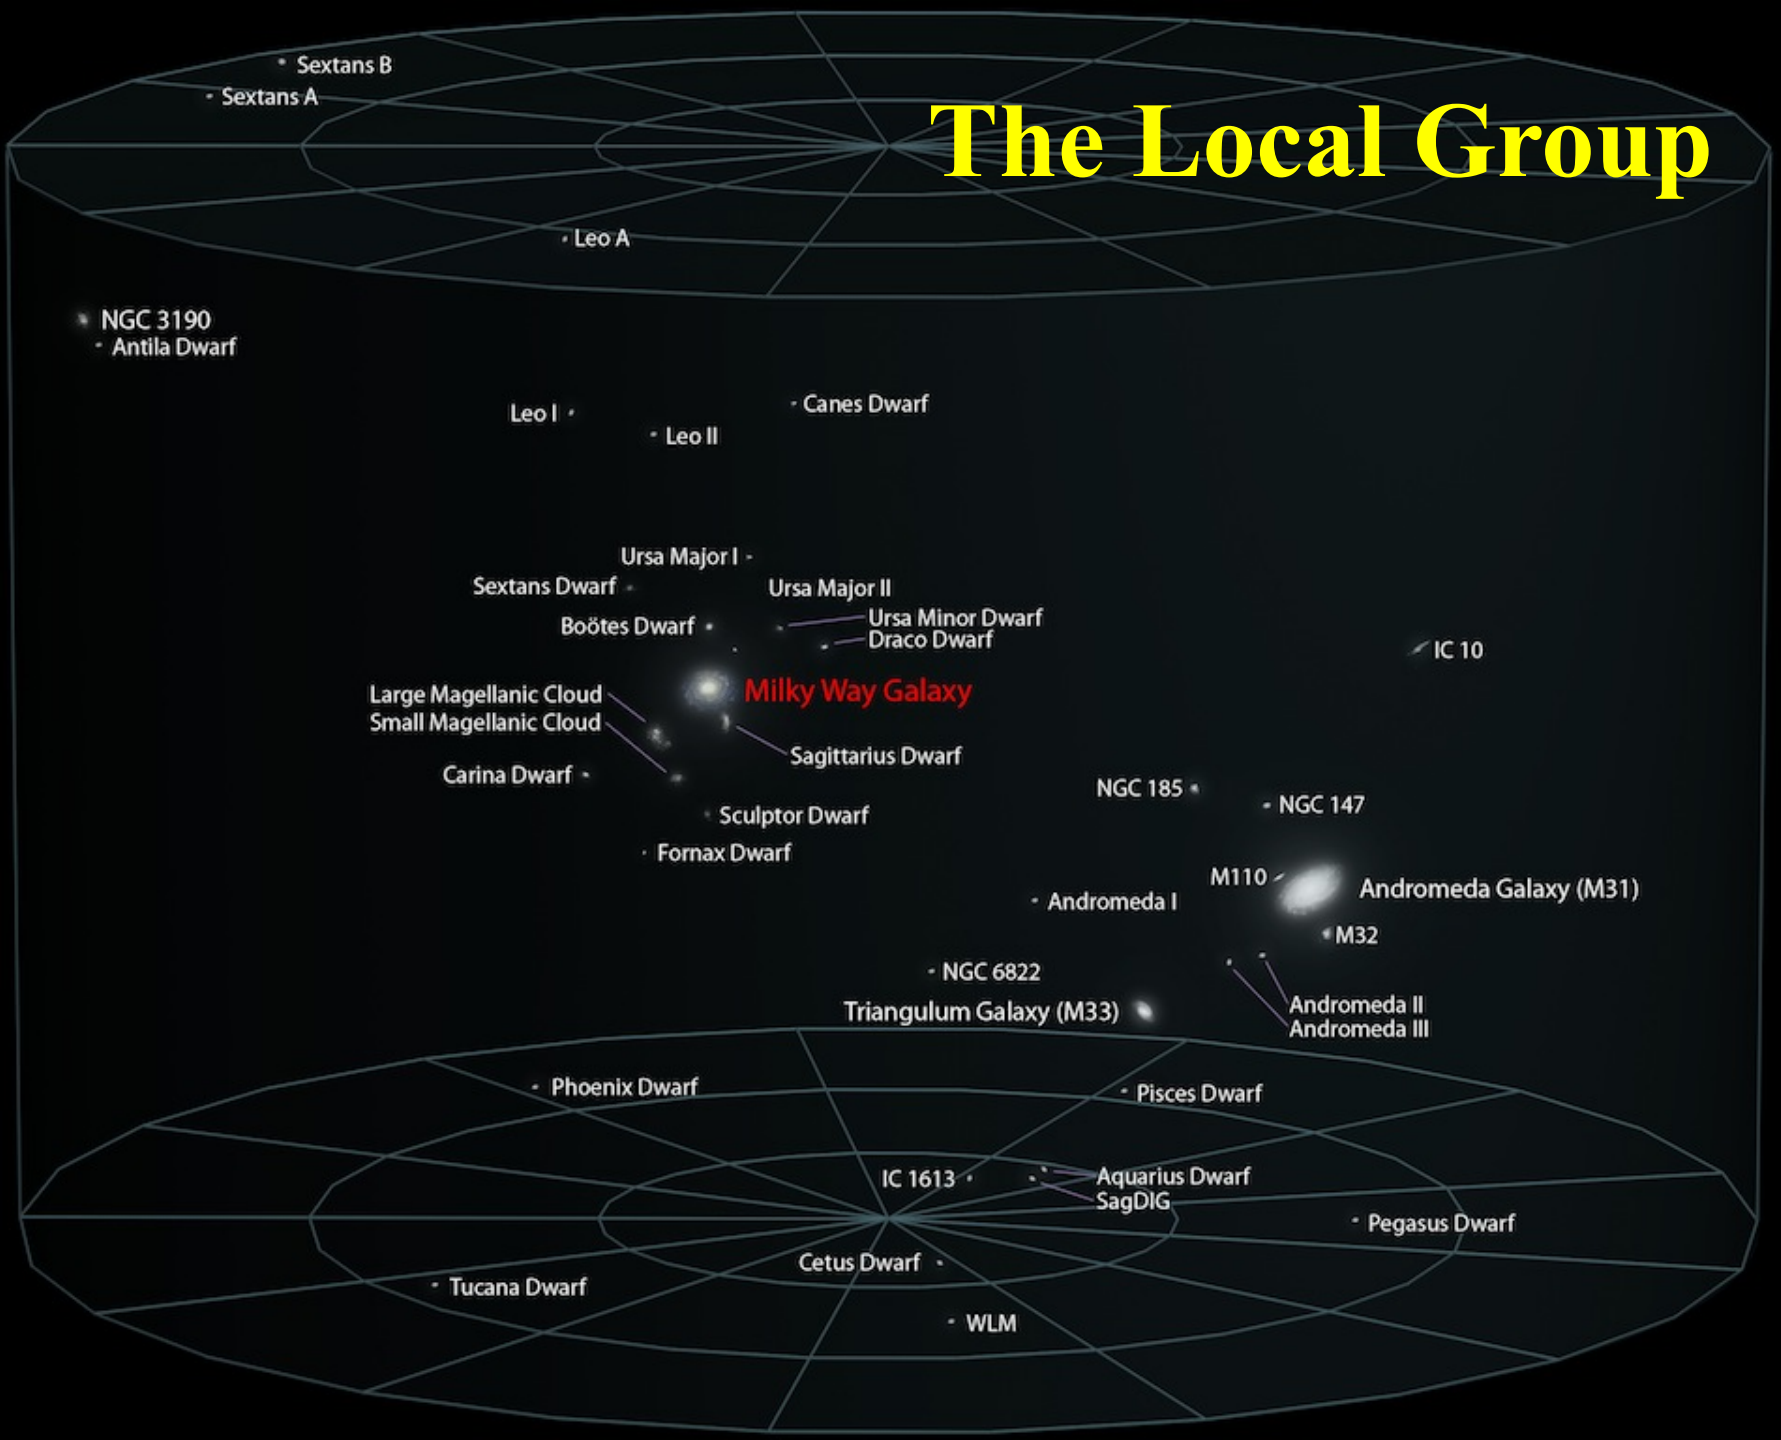 Sextans B
Sextans A
The Local Group
Leo A
NGC 3190
Antila Dwarf
Canes Dwarf
Leo I
Leo II
Ursa Major I
Sextans Dwarf
Ursa Major II
Ursa Minor Dwarf
Boötes Dwarf
Draco Dwarf
IC 10
Milky Way Galaxy
Large Magellanic Cloud
Small Magellanic Cloud
Sagittarius Dwarf
Carina Dwarf
NGC 185
NGC 147
Sculptor Dwarf
Fornax Dwarf
M110
Andromeda Galaxy (M31)
Andromeda I
M32
NGC 6822
Andromeda II
Triangulum Galaxy (M33)
Andromeda III
Phoenix Dwarf
Pisces Dwarf
IC 1613
Aquarius Dwarf
SagDIG
Pegasus Dwarf
Cetus Dwarf
Tucana Dwarf
WLM